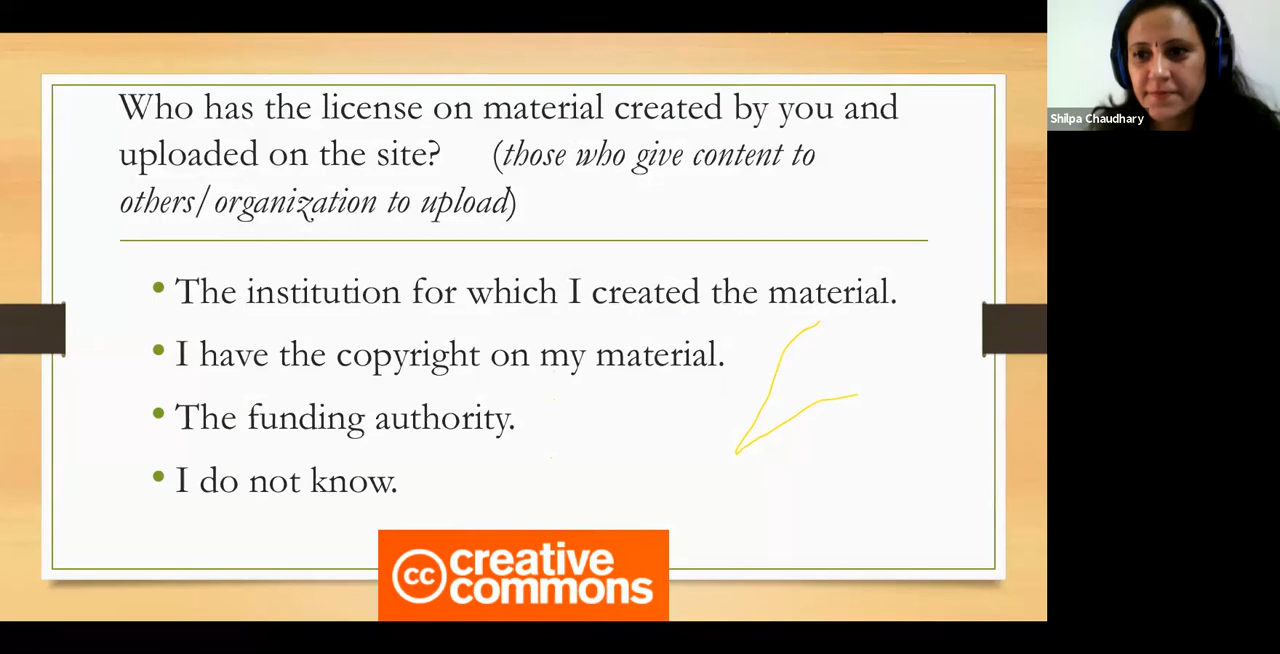 Who has the license on material created by you and
uploaded on the site? (those who give content to
others/organization to upload)
• The institution for which I created the material.
• I have the copyright on my material.
• The funding authority.
• I do not know.
cc creative
commons
Shilpa Chaudhary